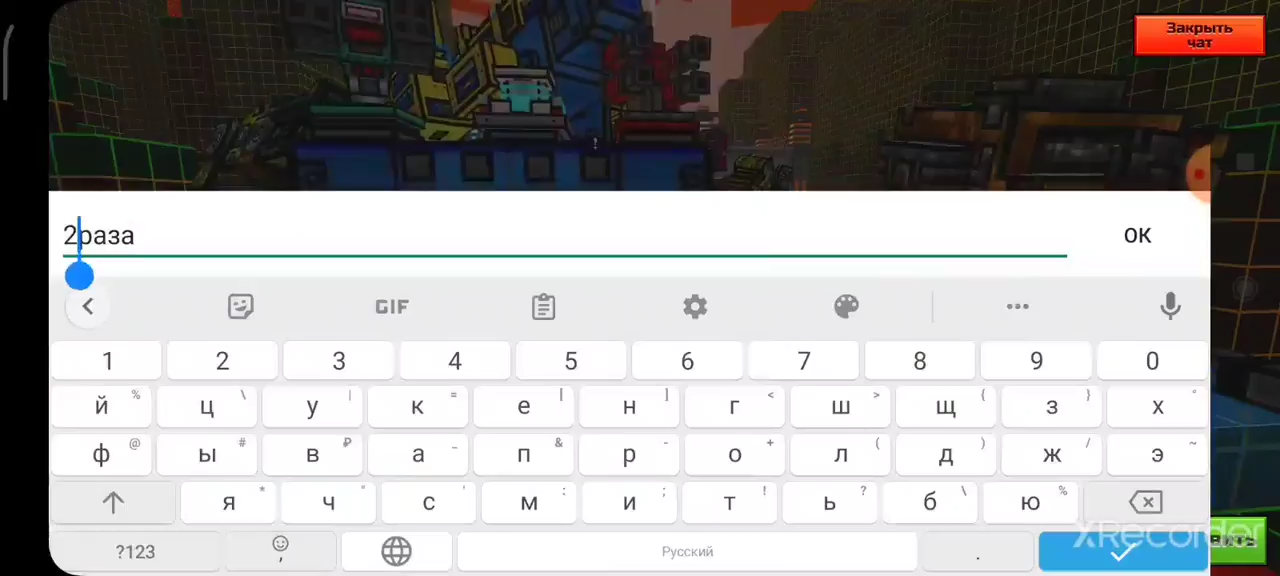 Закрыть
чат
!
2раза
ОК
GIF
1 2 3 4 5 6 7 8 9 0
й % ц \ у | к = е [ н ] г < ш > щ { з } х °
ф @ ы # в ₽ а _ п & р - о + л ( д ) ж / э ~
я * ч " с ' м : и ; т ! ь ? б \ ю %
?123 , Русский .
XRecorder